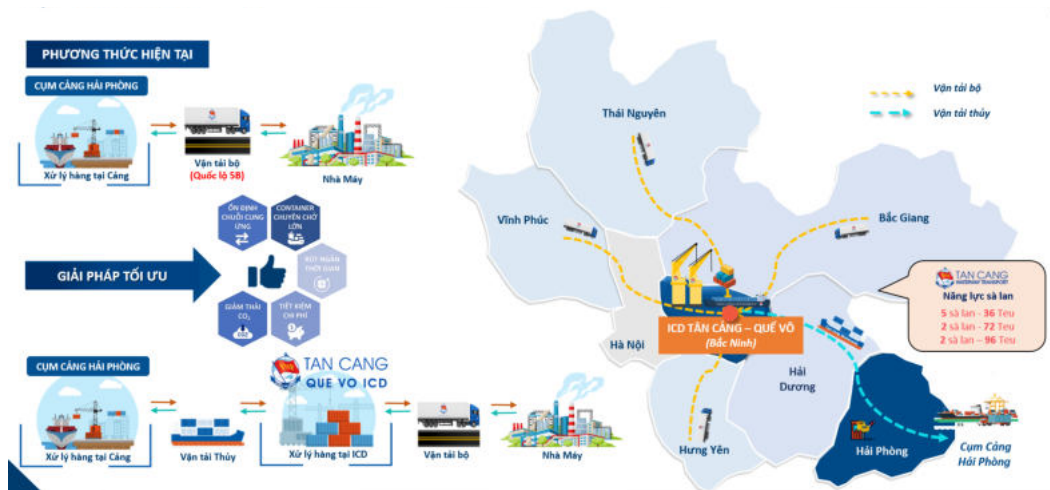 PHƯƠNG THỨC HIỆN TẠI
CỤM CẢNG HẢI PHÒNG
Xử lý hàng tại Cảng
Vận tải bộ
(Quốc lộ 5B)
Nhà Máy
ỔN ĐỊNH
CHUỖI CUNG
ỨNG
CONTAINER
CHUYÊN CHỞ
LỚN
RÚT NGẮN
THỜI GIAN
GIẢM THẢI
CO₂
TIẾT KIỆM
CHI PHÍ
GIẢI PHÁP TỐI ƯU
CỤM CẢNG HẢI PHÒNG
TAN CANG
QUE VO ICD
Xử lý hàng tại Cảng
Vận tải Thủy
Xử lý hàng tại ICD
Vận tải bộ
Nhà Máy
Vận tải bộ
Vận tải thủy
Thái Nguyên
Vĩnh Phúc
Bắc Giang
ICD TÂN CẢNG – QUẾ VÕ
(Bắc Ninh)
Hà Nội
Hải
Dương
Hưng Yên
Hải Phòng
Cụm Cảng
Hải Phòng
TAN CANG
WATERWAY TRANSPORT
Năng lực sà lan
5 sà lan - 36 Teu
2 sà lan - 72 Teu
2 sà lan – 96 Teu